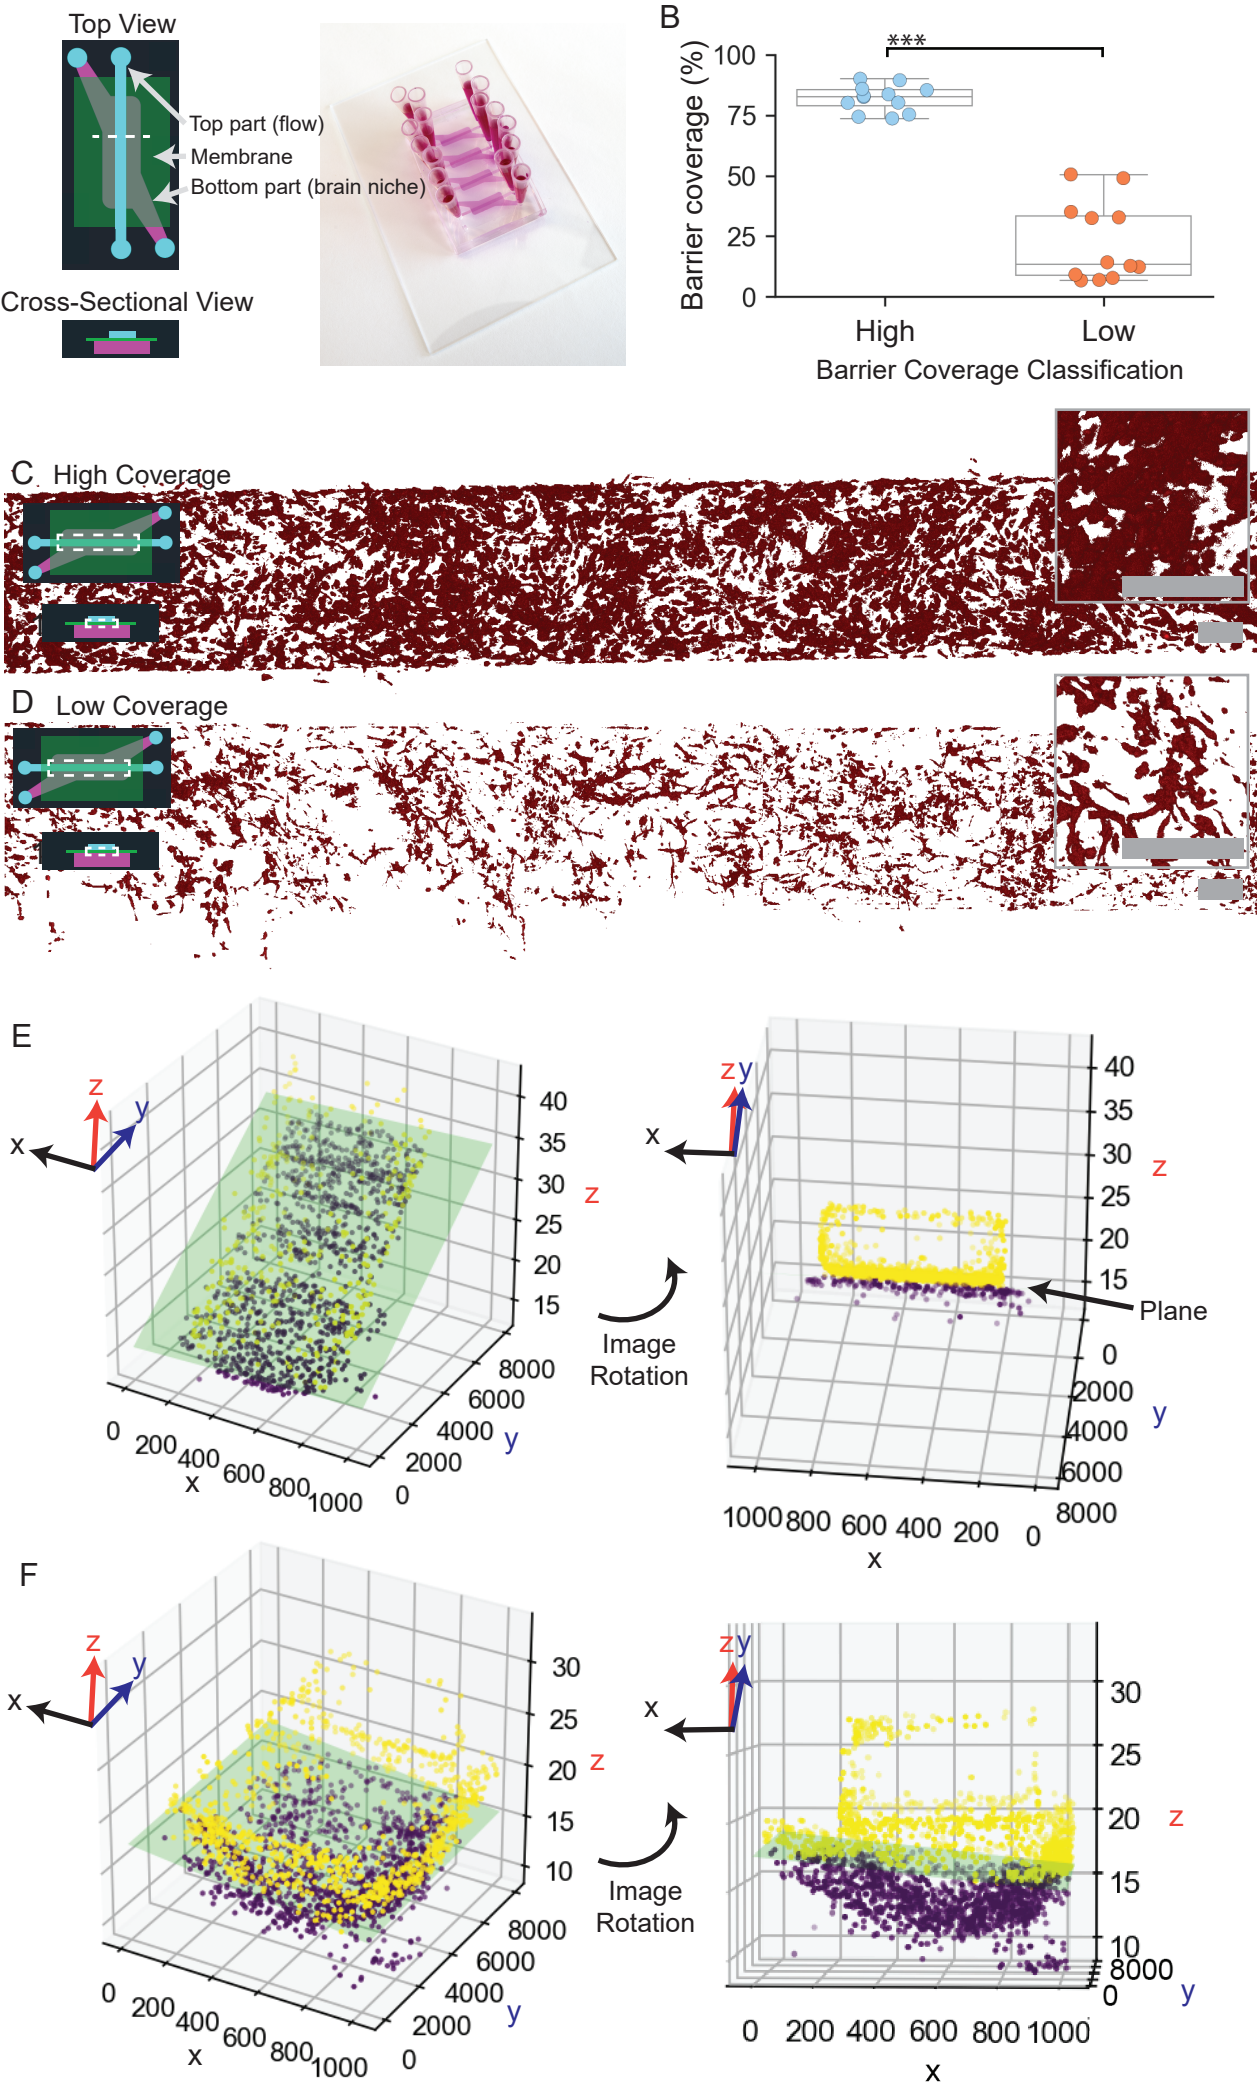 Top View
Top part (flow)
Membrane
Bottom part (brain niche)
Cross-Sectional View
B
***
Barrier coverage (%)
100
75
50
25
0
High
Low
Barrier Coverage Classification
C High Coverage
D Low Coverage
E
z
y
x
40
35
30
25
20
15
z
8000
6000
4000
2000
0
y
0
200
400
600
800
1000
x
Image
Rotation
z y
x
40
35
30
25
20
15
z
Plane
0
2000
4000
6000
8000
y
1000 800 600 400 200 0
x
F
z
y
x
30
25
20
15
10
z
8000
6000
4000
2000
0
y
0
200
400
600
800
1000
x
Image
Rotation
z y
x
30
25
20
15
10
z
8000
0
y
0 200 400 600 800 1000
x